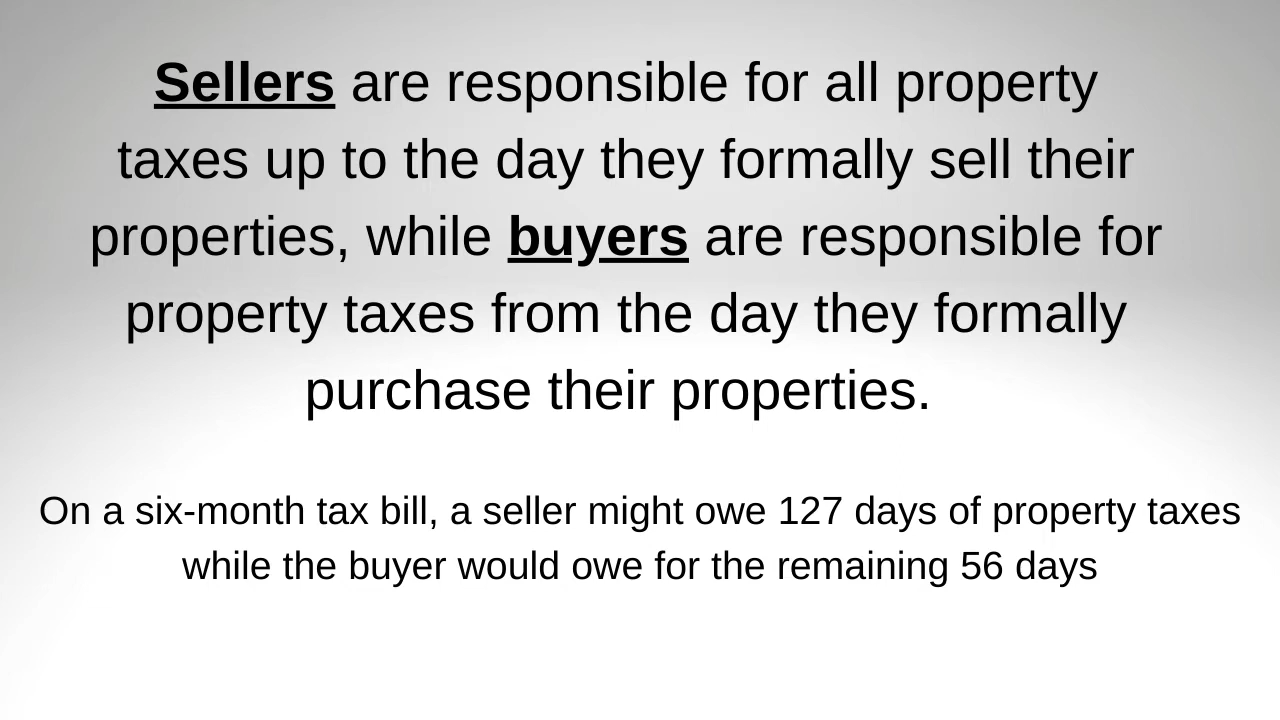 Sellers are responsible for all property
taxes up to the day they formally sell their
properties, while buyers are responsible for
property taxes from the day they formally
purchase their properties.
On a six-month tax bill, a seller might owe 127 days of property taxes
while the buyer would owe for the remaining 56 days